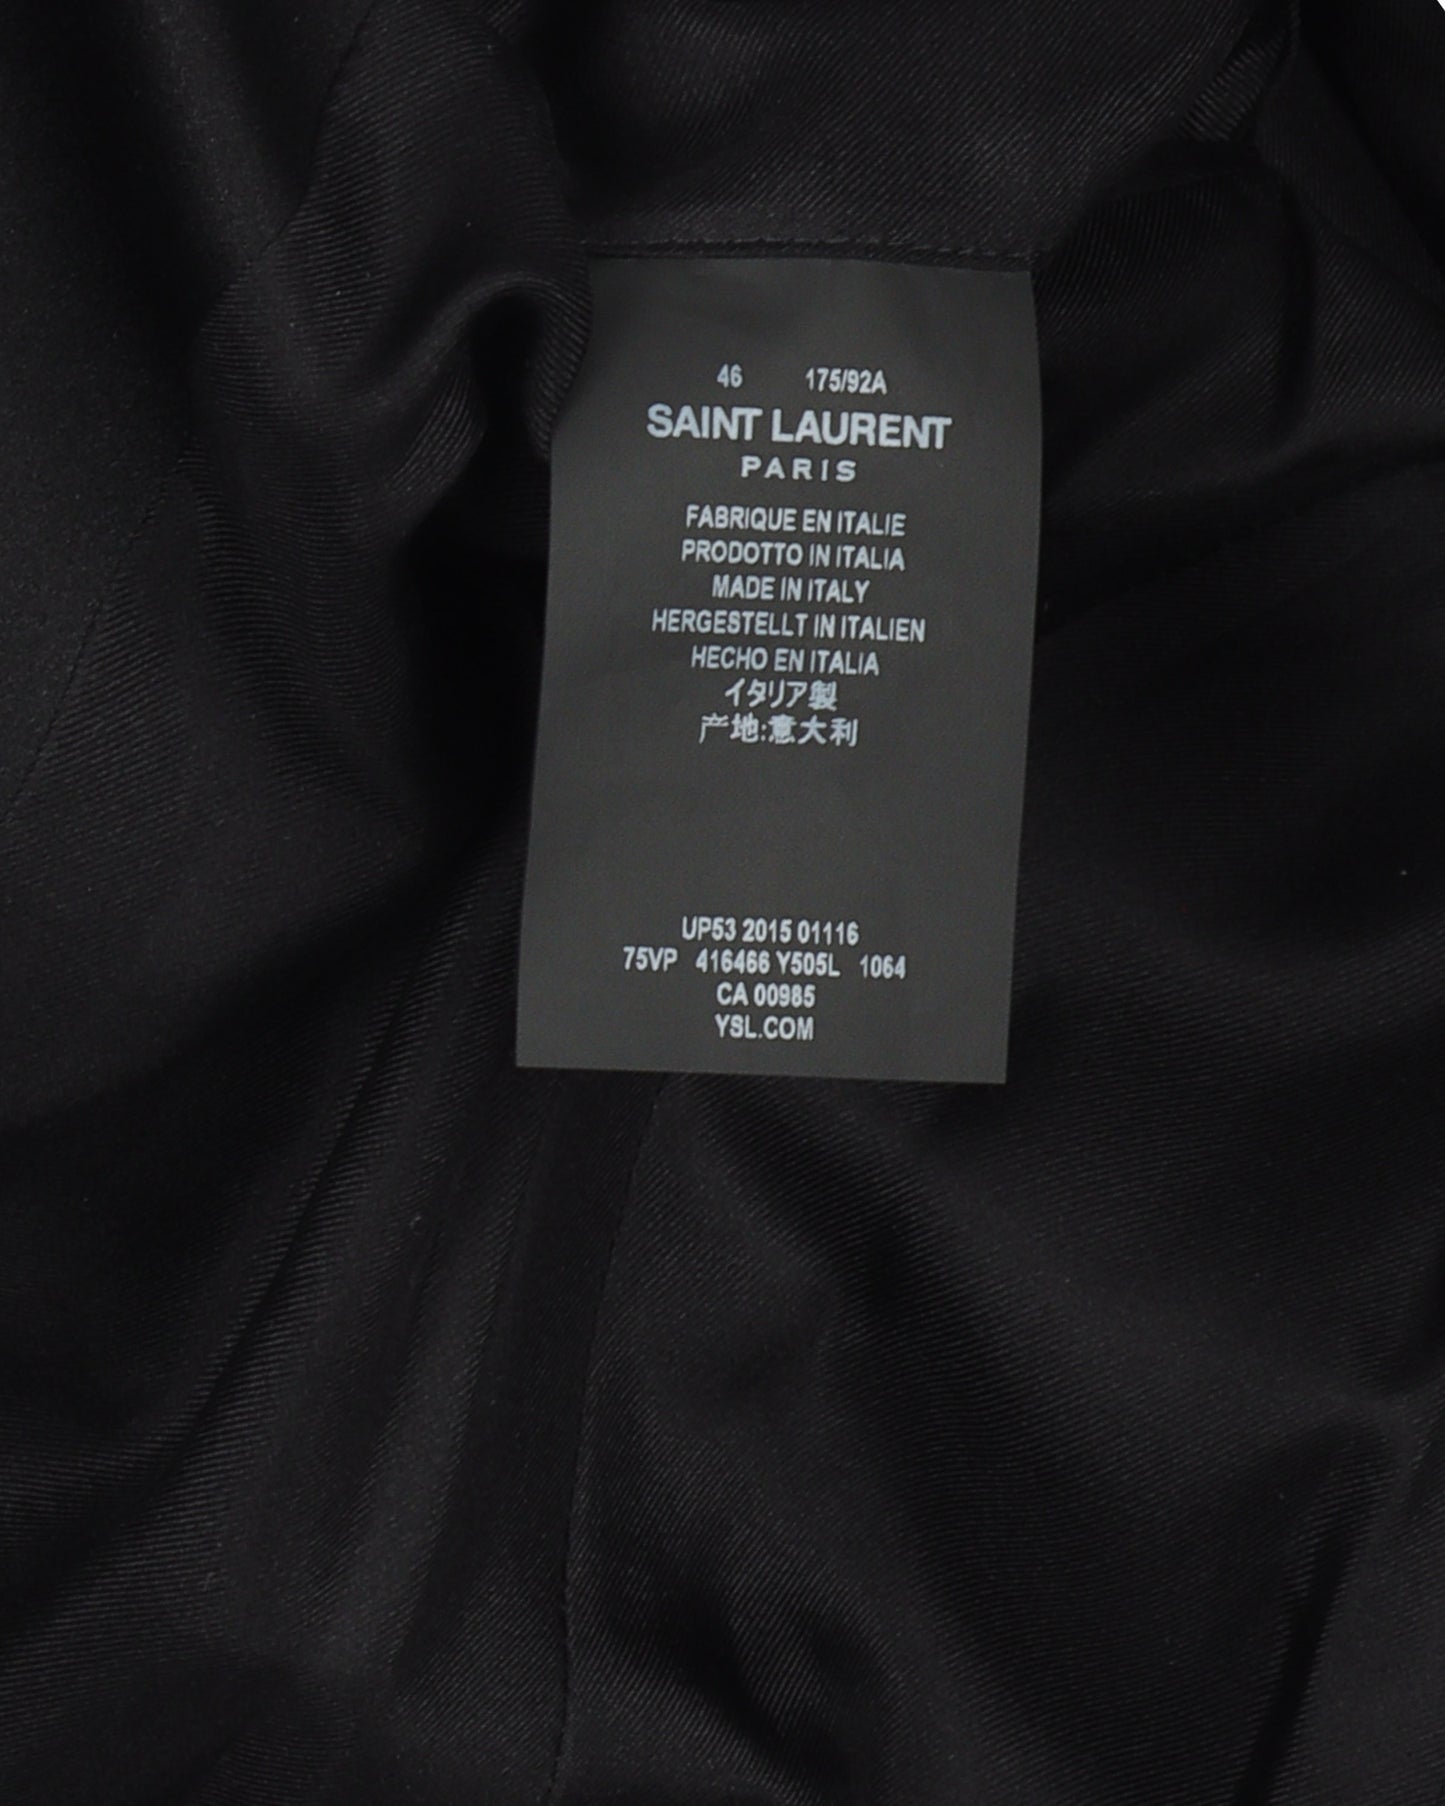 46 175/92A
SAINT LAURENT
PARIS
FABRIQUE EN ITALIE
PRODOTTO IN ITALIA
MADE IN ITALY
HERGESTELLT IN ITALIEN
HECHO EN ITALIA
イタリア製
产地:意大利
UP53 2015 01116
75VP 416466 Y505L 1064
CA 00985
YSL.COM